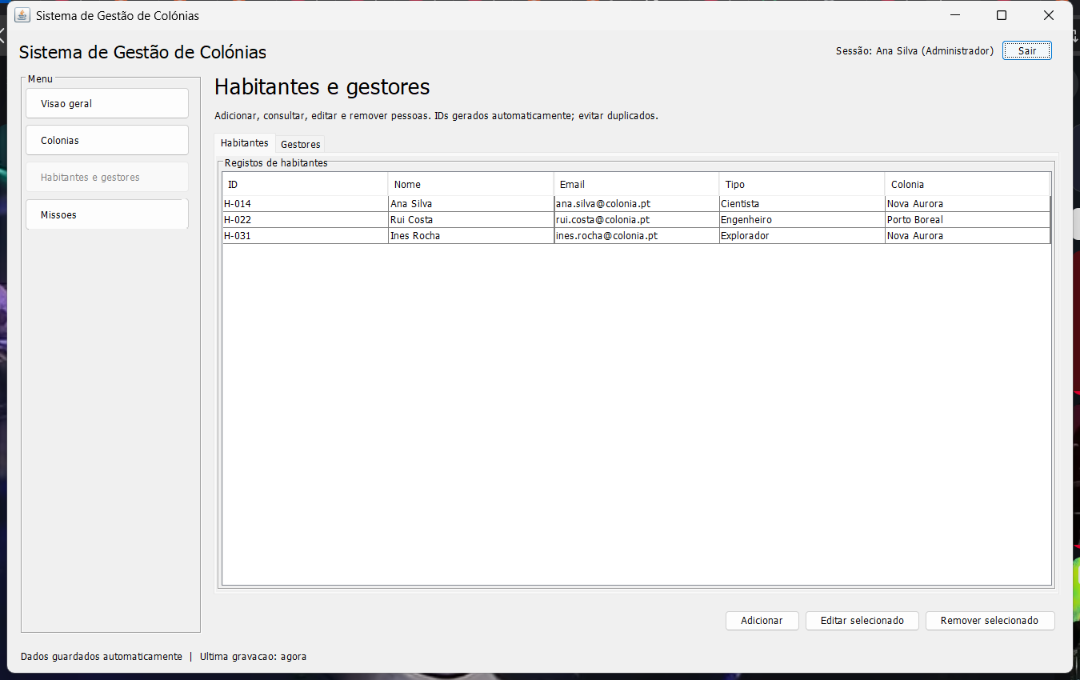 Sistema de Gestão de Colónias
Sistema de Gestão de Colónias
Sessão: Ana Silva (Administrador) Sair
Menu
Visao geral
Colonias
Habitantes e gestores
Missoes
Habitantes e gestores
Adicionar, consultar, editar e remover pessoas. IDs gerados automaticamente; evitar duplicados.
Habitantes Gestores
Registos de habitantes
ID Nome Email Tipo Colonia
H-014 Ana Silva ana.silva@colonia.pt Cientista Nova Aurora
H-022 Rui Costa rui.costa@colonia.pt Engenheiro Porto Boreal
H-031 Ines Rocha ines.rocha@colonia.pt Explorador Nova Aurora
Adicionar Editar selecionado Remover selecionado
Dados guardados automaticamente | Ultima gravacao: agora